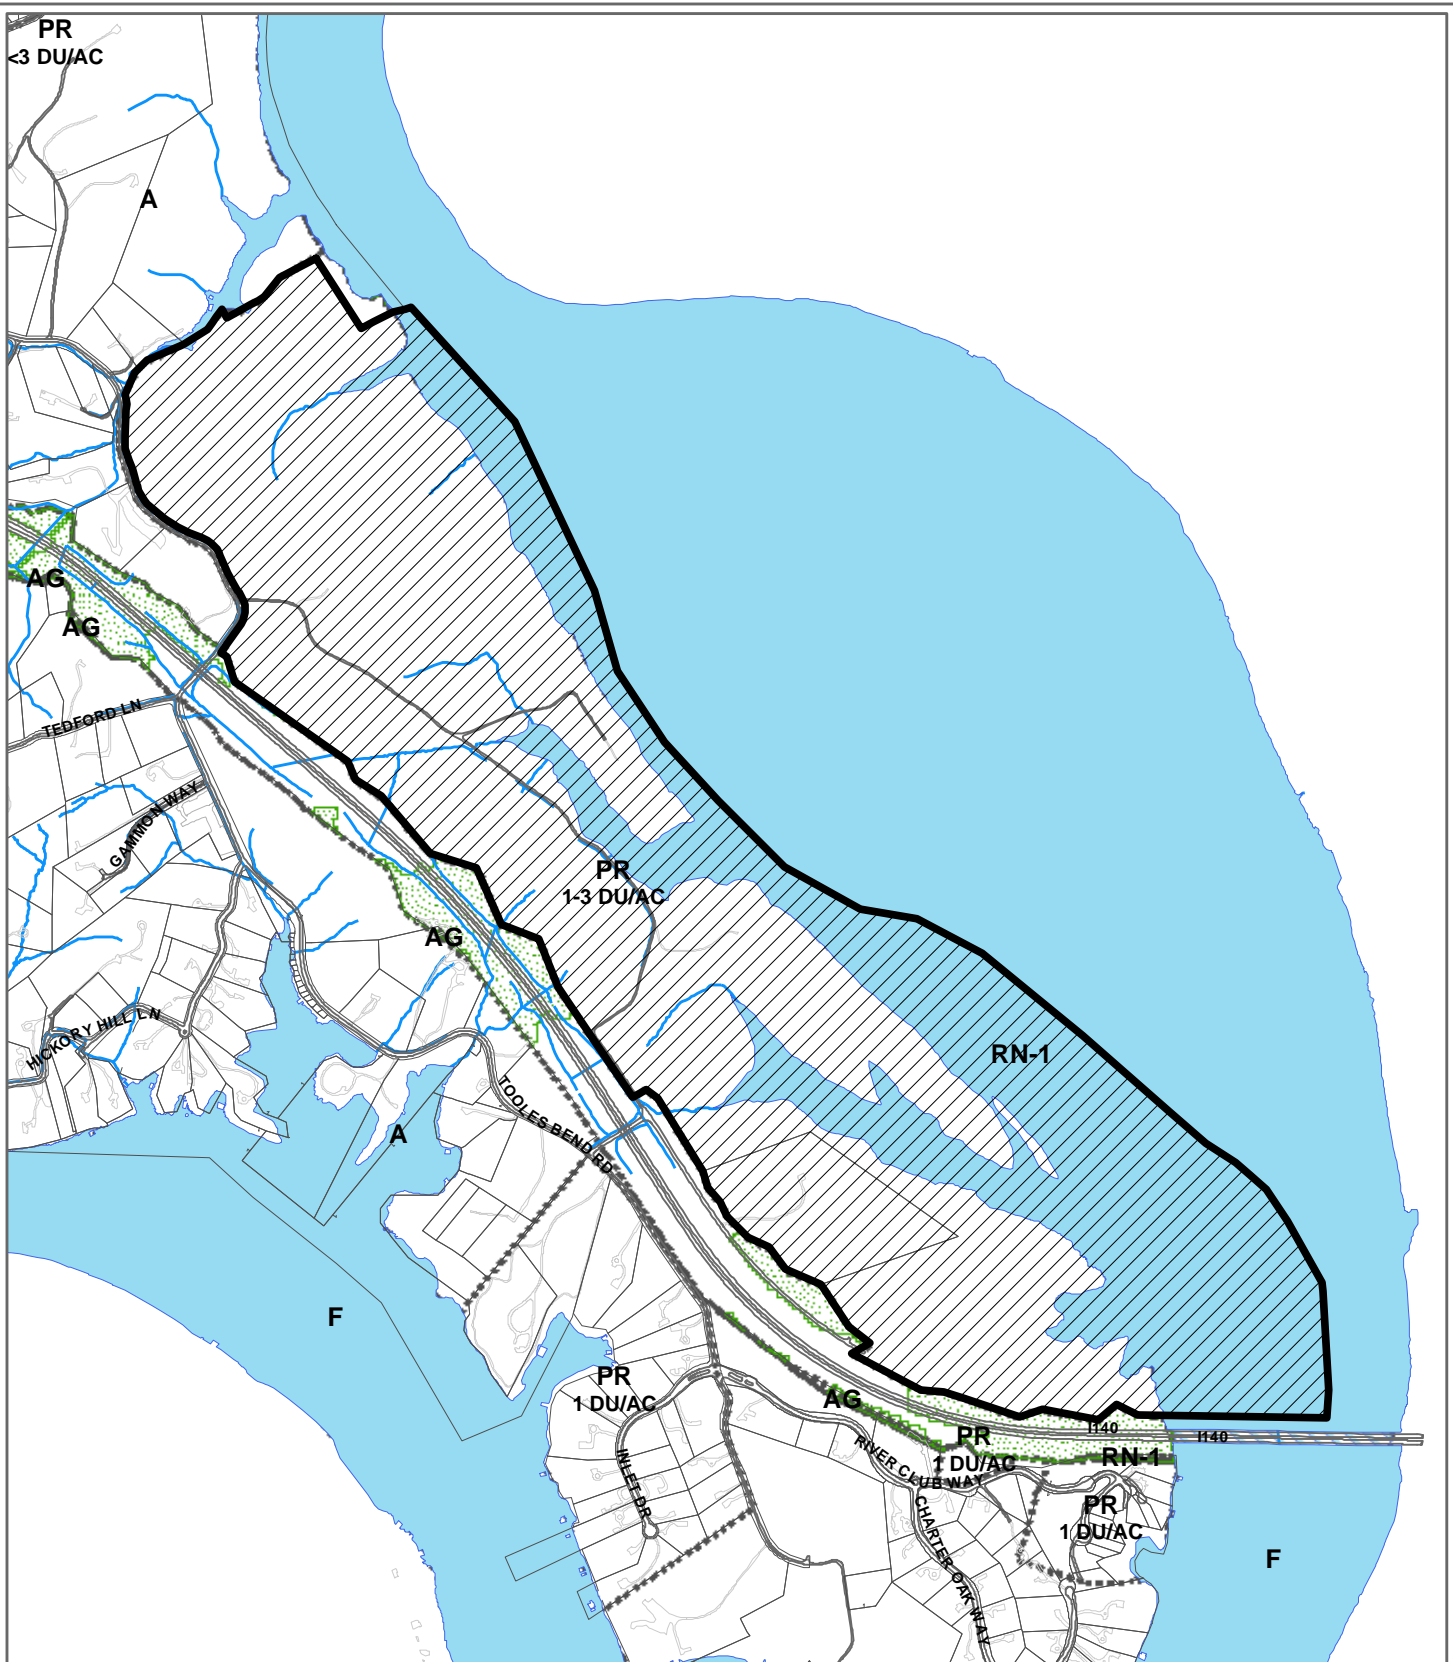 PR
<3 DU/AC
A
AG
AG
TEDFORD LN
GAMMON WAY
PR
1-3 DU/AC
AG
HICKORY HILL LN
RN-1
A
TOOLES BEND RD
F
PR
1 DU/AC
AG
I140
I140
PR
1 DU/AC
RN-1
RIVER CLUB WAY
INLET DR
PR
1 DU/AC
CHARTER OAK WAY
F